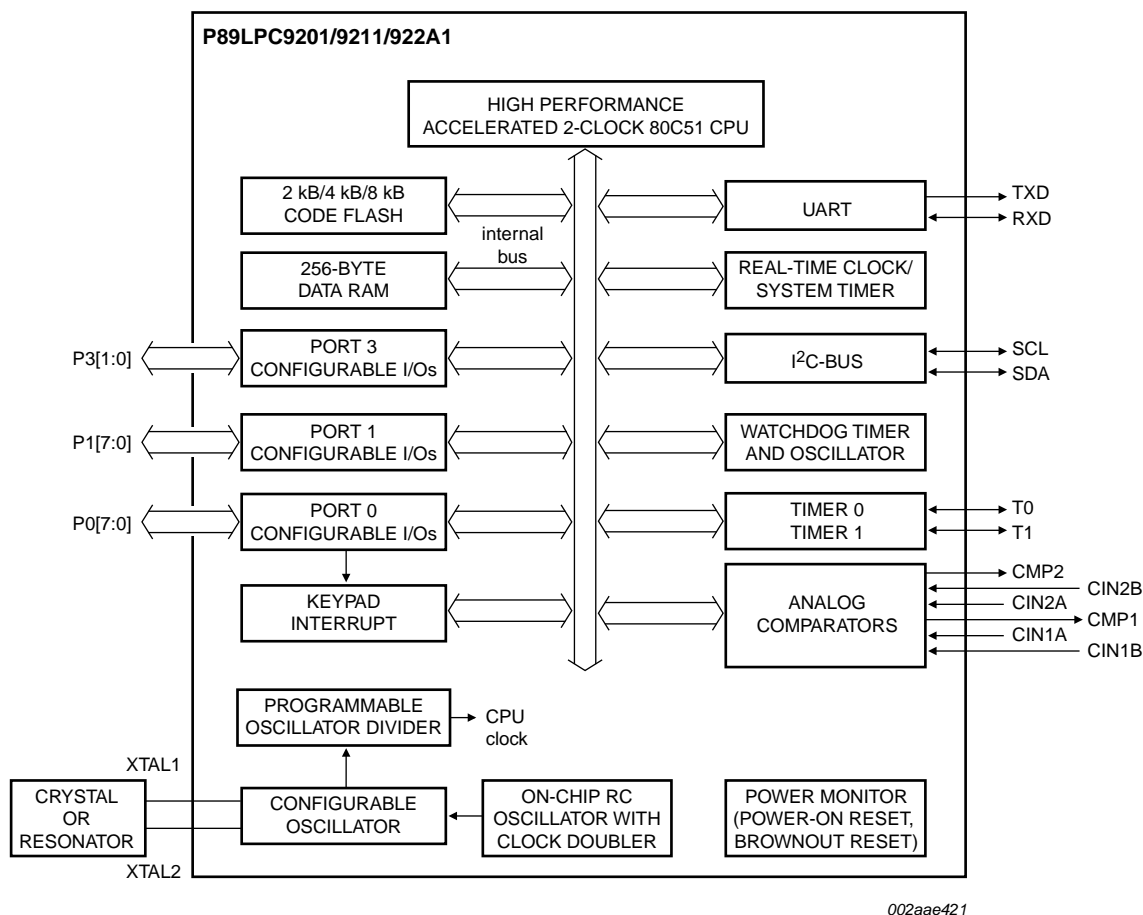 P89LPC9201/9211/922A1
HIGH PERFORMANCE
ACCELERATED 2-CLOCK 80C51 CPU
2 kB/4 kB/8 kB
CODE FLASH
UART
TXD
RXD
internal
bus
256-BYTE
DATA RAM
REAL-TIME CLOCK/
SYSTEM TIMER
P3[1:0]
PORT 3
CONFIGURABLE I/Os
I2C-BUS
SCL
SDA
P1[7:0]
PORT 1
CONFIGURABLE I/Os
WATCHDOG TIMER
AND OSCILLATOR
P0[7:0]
PORT 0
CONFIGURABLE I/Os
TIMER 0
TIMER 1
T0
T1
KEYPAD
INTERRUPT
ANALOG
COMPARATORS
CMP2
CIN2B
CIN2A
CMP1
CIN1A
CIN1B
PROGRAMMABLE
OSCILLATOR DIVIDER
CPU
clock
XTAL1
CRYSTAL
OR
RESONATOR
XTAL2
CONFIGURABLE
OSCILLATOR
ON-CHIP RC
OSCILLATOR WITH
CLOCK DOUBLER
POWER MONITOR
(POWER-ON RESET,
BROWNOUT RESET)
002aae421